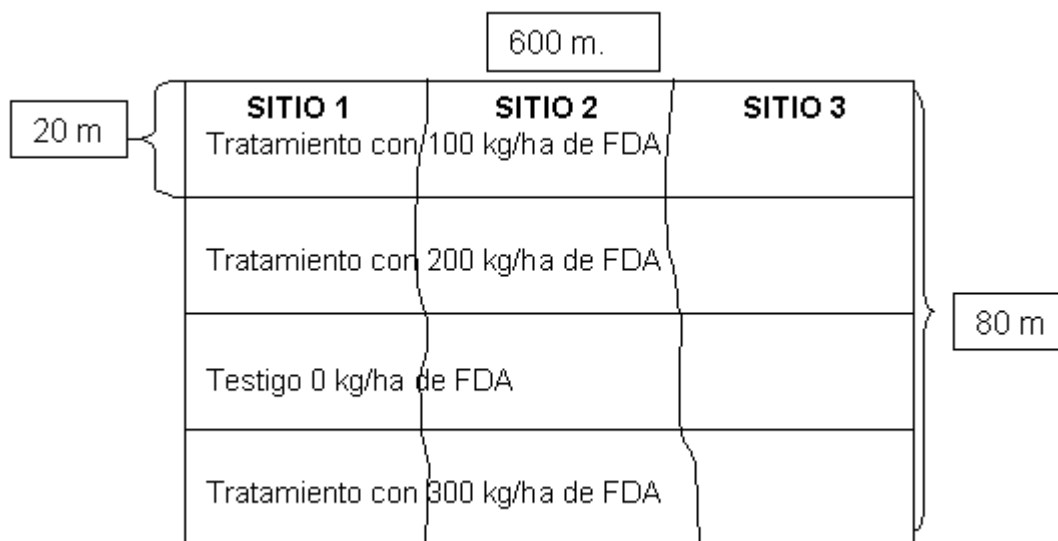 600 m.
20 m
SITIO 1 SITIO 2 SITIO 3
Tratamiento con 100 kg/ha de FDA
Tratamiento con 200 kg/ha de FDA
80 m
Testigo 0 kg/ha de FDA
Tratamiento con 300 kg/ha de FDA